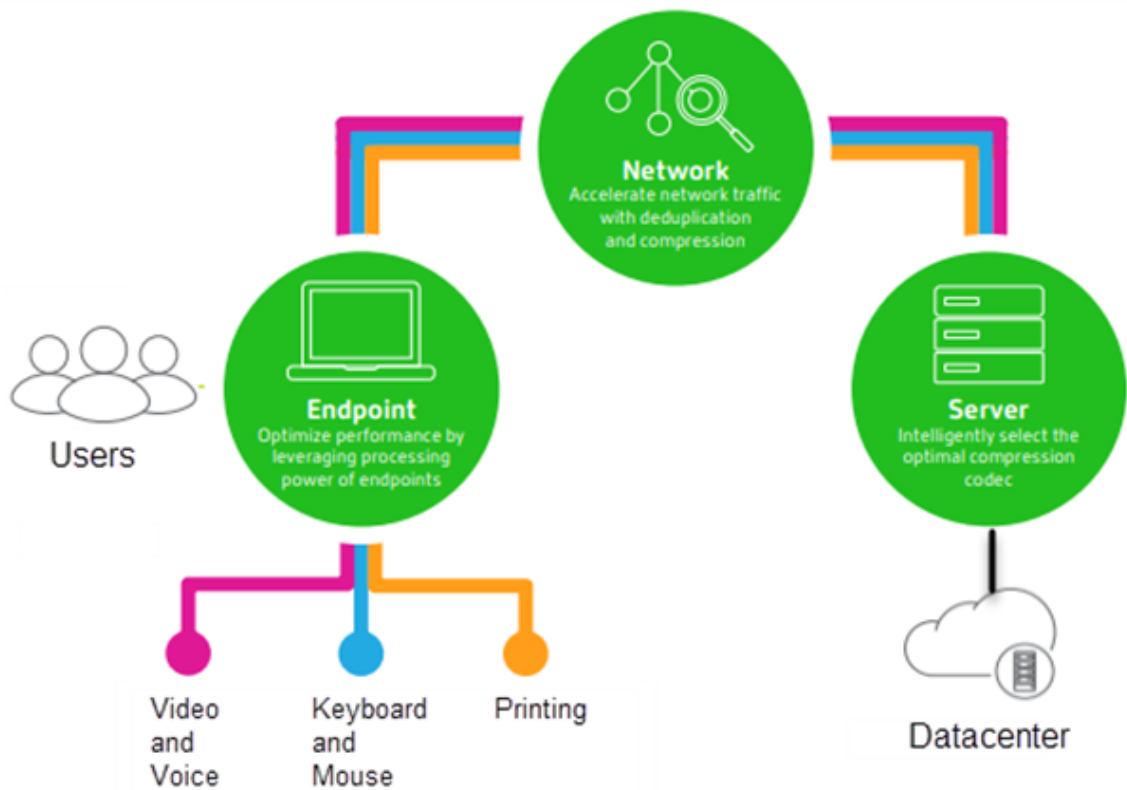 Network
Accelerate network traffic
with deduplication
and compression
Users
Endpoint
Optimize performance by
leveraging processing
power of endpoints
Server
Intelligently select the
optimal compression
codec
Video
and
Voice
Keyboard
and
Mouse
Printing
Datacenter